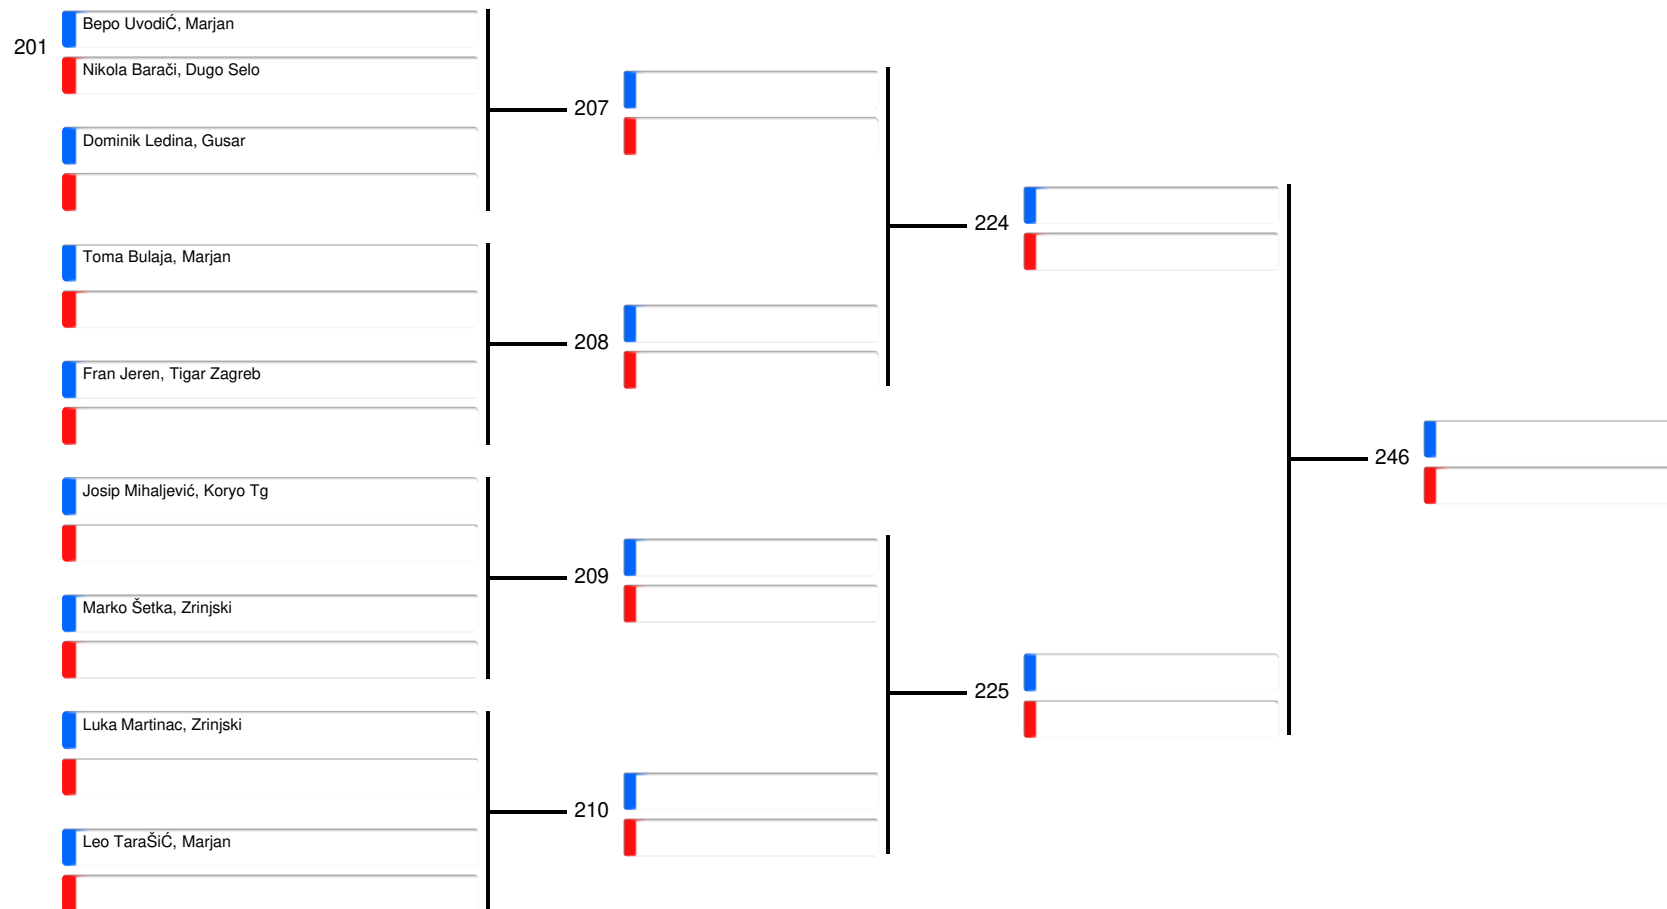 Bepo UvodiĆ, Marjan
201
Nikola Barači, Dugo Selo
207
Dominik Ledina, Gusar
224
Toma Bulaja, Marjan
208
Fran Jeren, Tigar Zagreb
246
Josip Mihaljević, Koryo Tg
209
Marko Šetka, Zrinjski
225
Luka Martinac, Zrinjski
210
Leo TaraŠiĆ, Marjan